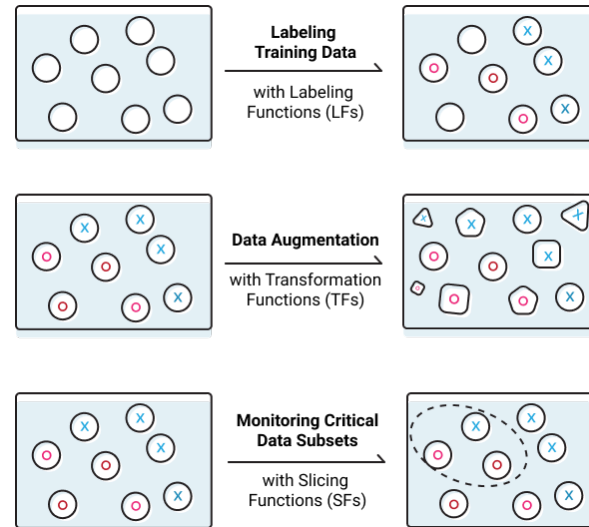 Labeling
Training Data
with Labeling
Functions (LFs)
X
X
O
O
O
X
Data Augmentation
with Transformation
Functions (TFs)
X
X
X
O
O
X
O
O
X
X
X
X
O
O
X
O
O
O
X
Monitoring Critical
Data Subsets
with Slicing
Functions (SFs)
X
X
X
O
O
X
O
O
X
X
X
O
O
X
O
O